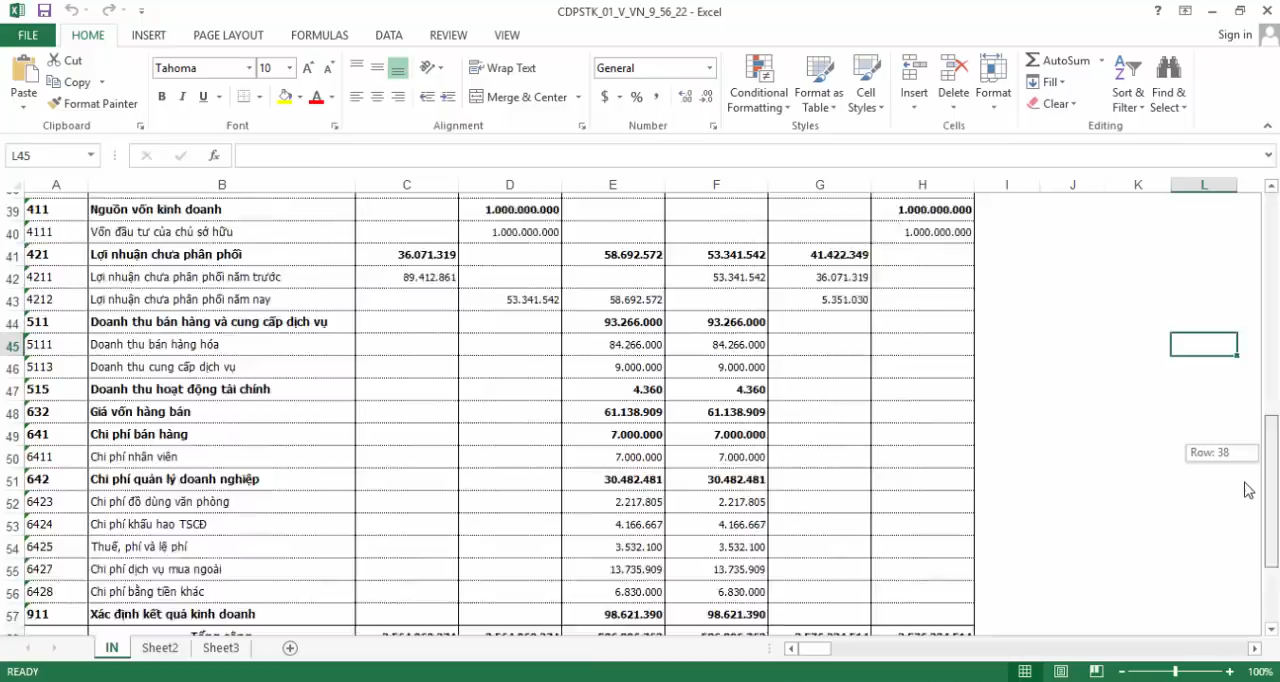 CDPSTK_01_V_VN_9_56_22 - Excel
Sign in
FILE HOME INSERT PAGE LAYOUT FORMULAS DATA REVIEW VIEW
Paste Cut Copy Format Painter
Clipboard
Tahoma 10
B I U
Font
Wrap Text
Merge & Center
Alignment
General
$ % ,
Number
Conditional Formatting Format as Table Cell Styles
Styles
Insert Delete Format
Cells
AutoSum Fill Clear Sort & Filter Find & Select
Editing
L45 fx
A B C D E F G H I J K L
39 411 Nguồn vốn kinh doanh 1.000.000.000 1.000.000.000
40 4111 Vốn đầu tư của chủ sở hữu 1.000.000.000 1.000.000.000
41 421 Lợi nhuận chưa phân phối 36.071.319 58.692.572 53.341.542 41.422.349
42 4211 Lợi nhuận chưa phân phối năm trước 89.412.861 53.341.542 36.071.319
43 4212 Lợi nhuận chưa phân phối năm nay 53.341.542 58.692.572 5.351.030
44 511 Doanh thu bán hàng và cung cấp dịch vụ 93.266.000 93.266.000
45 5111 Doanh thu bán hàng hóa 84.266.000 84.266.000
46 5113 Doanh thu cung cấp dịch vụ 9.000.000 9.000.000
47 515 Doanh thu hoạt động tài chính 4.360 4.360
48 632 Giá vốn hàng bán 61.138.909 61.138.909
49 641 Chi phí bán hàng 7.000.000 7.000.000
50 6411 Chi phí nhân viên 7.000.000 7.000.000
Row: 38
51 642 Chi phí quản lý doanh nghiệp 30.482.481 30.482.481
52 6423 Chi phí đồ dùng văn phòng 2.217.805 2.217.805
53 6424 Chi phí khấu hao TSCĐ 4.166.667 4.166.667
54 6425 Thuế, phí và lệ phí 3.532.100 3.532.100
55 6427 Chi phí dịch vụ mua ngoài 13.735.909 13.735.909
56 6428 Chi phí bằng tiền khác 6.830.000 6.830.000
57 911 Xác định kết quả kinh doanh 98.621.390 98.621.390
IN Sheet2 Sheet3
READY 100%